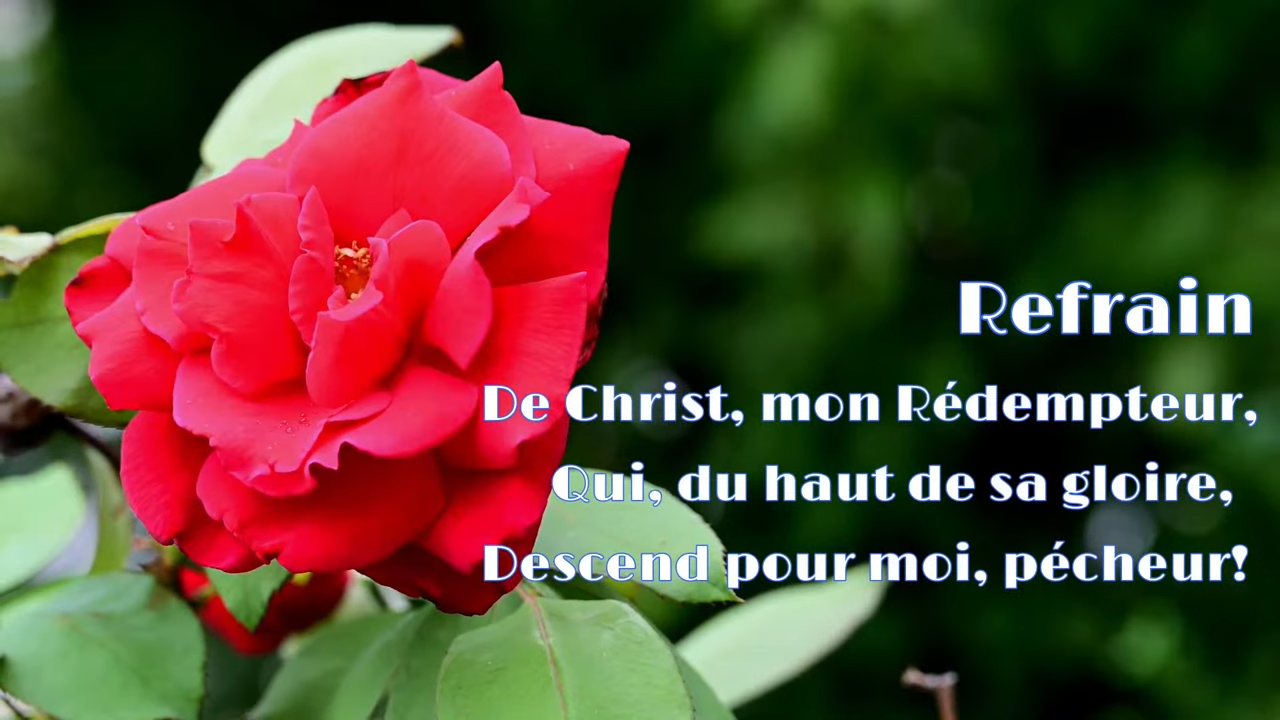 Refrain
De Christ, mon Rédempteur,
Qui, du haut de sa gloire,
Descend pour moi, pécheur!